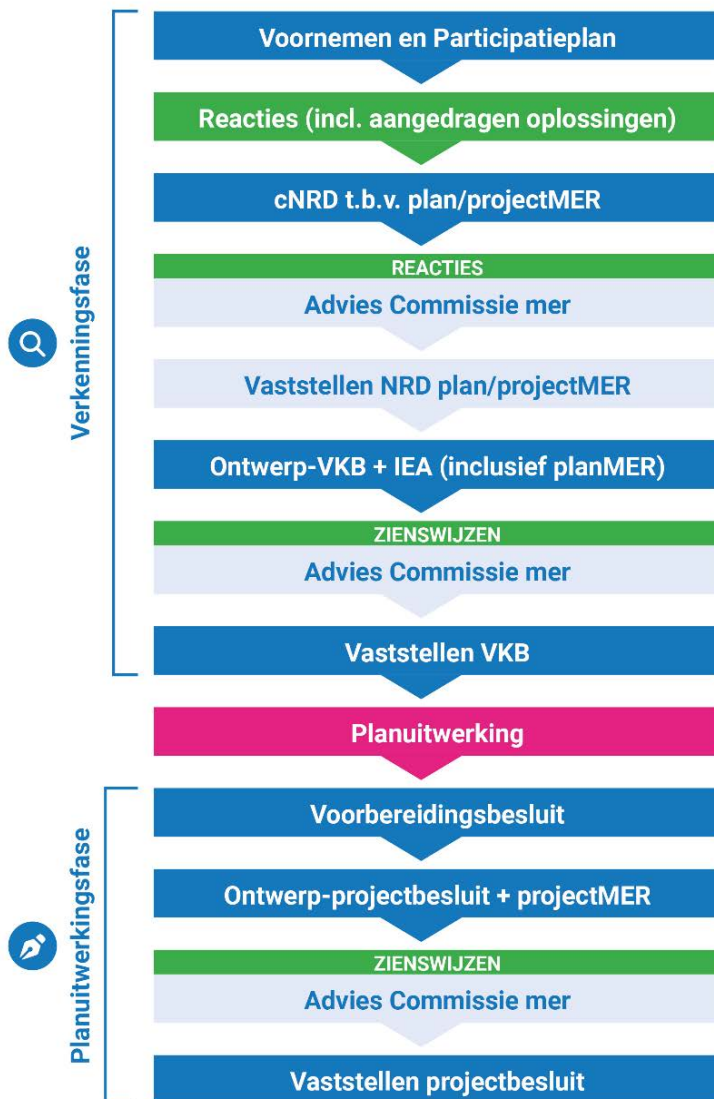 Verkenningsfase
Voornemen en Participatieplan
Reacties (incl. aangedragen oplossingen)
cNRD t.b.v. plan/projectMER
REACTIES
Advies Commissie mer
Vaststellen NRD plan/projectMER
Ontwerp-VKB + IEA (inclusief planMER)
ZIENSWIJZEN
Advies Commissie mer
Vaststellen VKB
Planuitwerking
Planuitwerkingsfase
Voorbereidingsbesluit
Ontwerp-projectbesluit + projectMER
ZIENSWIJZEN
Advies Commissie mer
Vaststellen projectbesluit